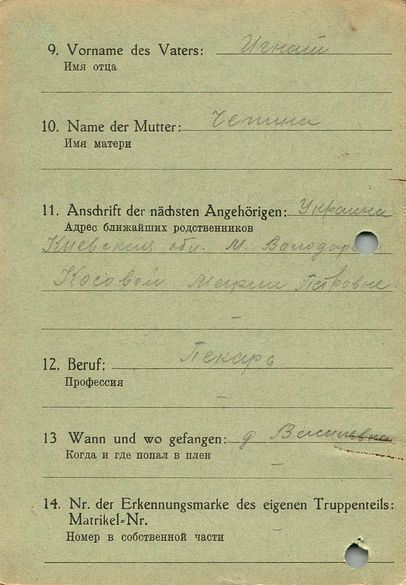 9. Vorname des Vaters: Игнат
Имя отца
10. Name der Mutter: Чепина
Имя матери
11. Anschrift der nächsten Angehörigen: Украина
Адрес ближайших родственников
Киевская обл. М. Володар
Косовой Марии Петровне
12. Beruf: Пекарь
Профессия
13 Wann und wo gefangen: д
Когда и где попал в плен
14. Nr. der Erkennungsmarke des eigenen Truppenteils:
Matrikel-Nr.
Номер в собственной части